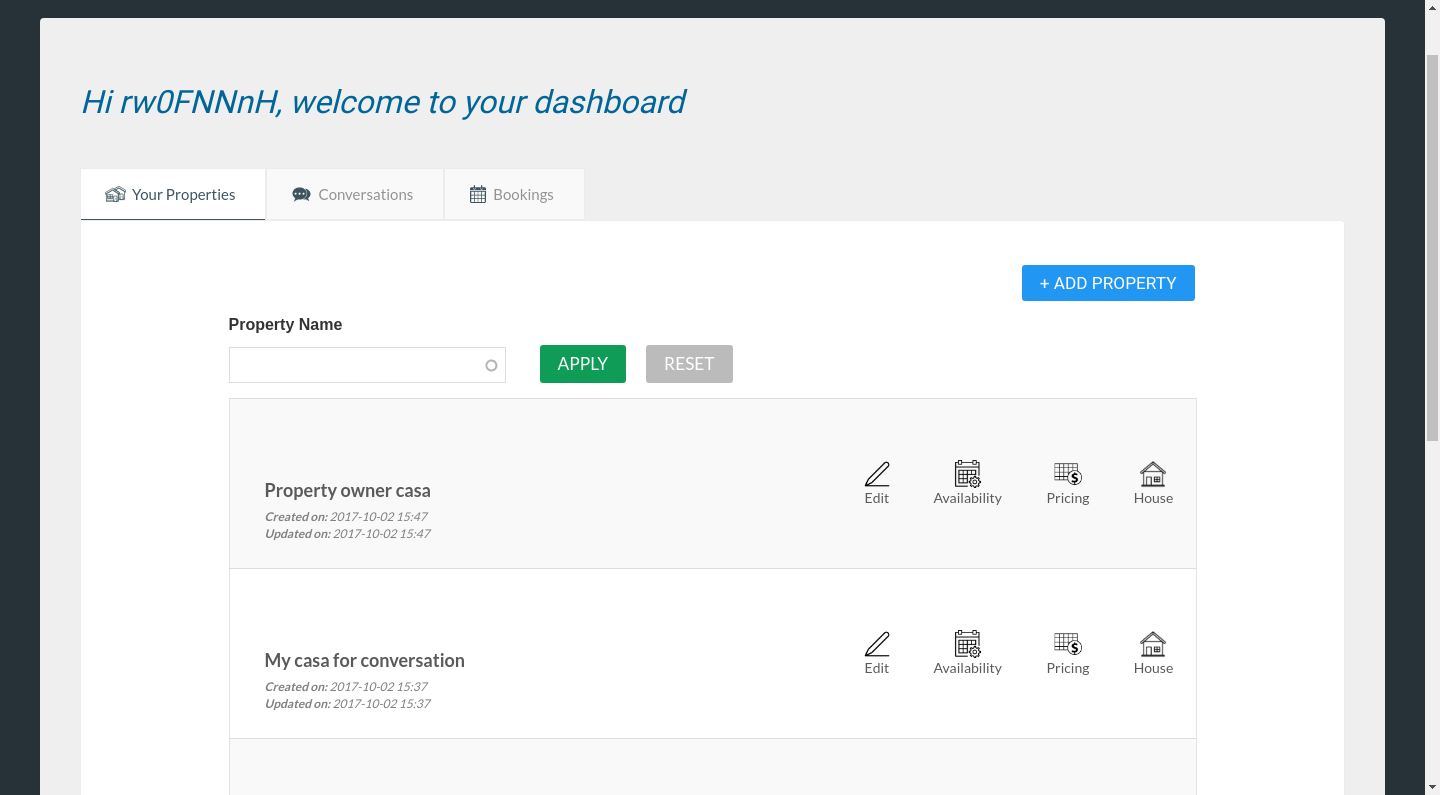 Hi rw0FNNnH, welcome to your dashboard
Your Properties
Conversations
Bookings
+ ADD PROPERTY
Property Name
APPLY
RESET
Property owner casa
Created on: 2017-10-02 15:47
Updated on: 2017-10-02 15:47
Edit
Availability
Pricing
House
My casa for conversation
Created on: 2017-10-02 15:37
Updated on: 2017-10-02 15:37
Edit
Availability
Pricing
House